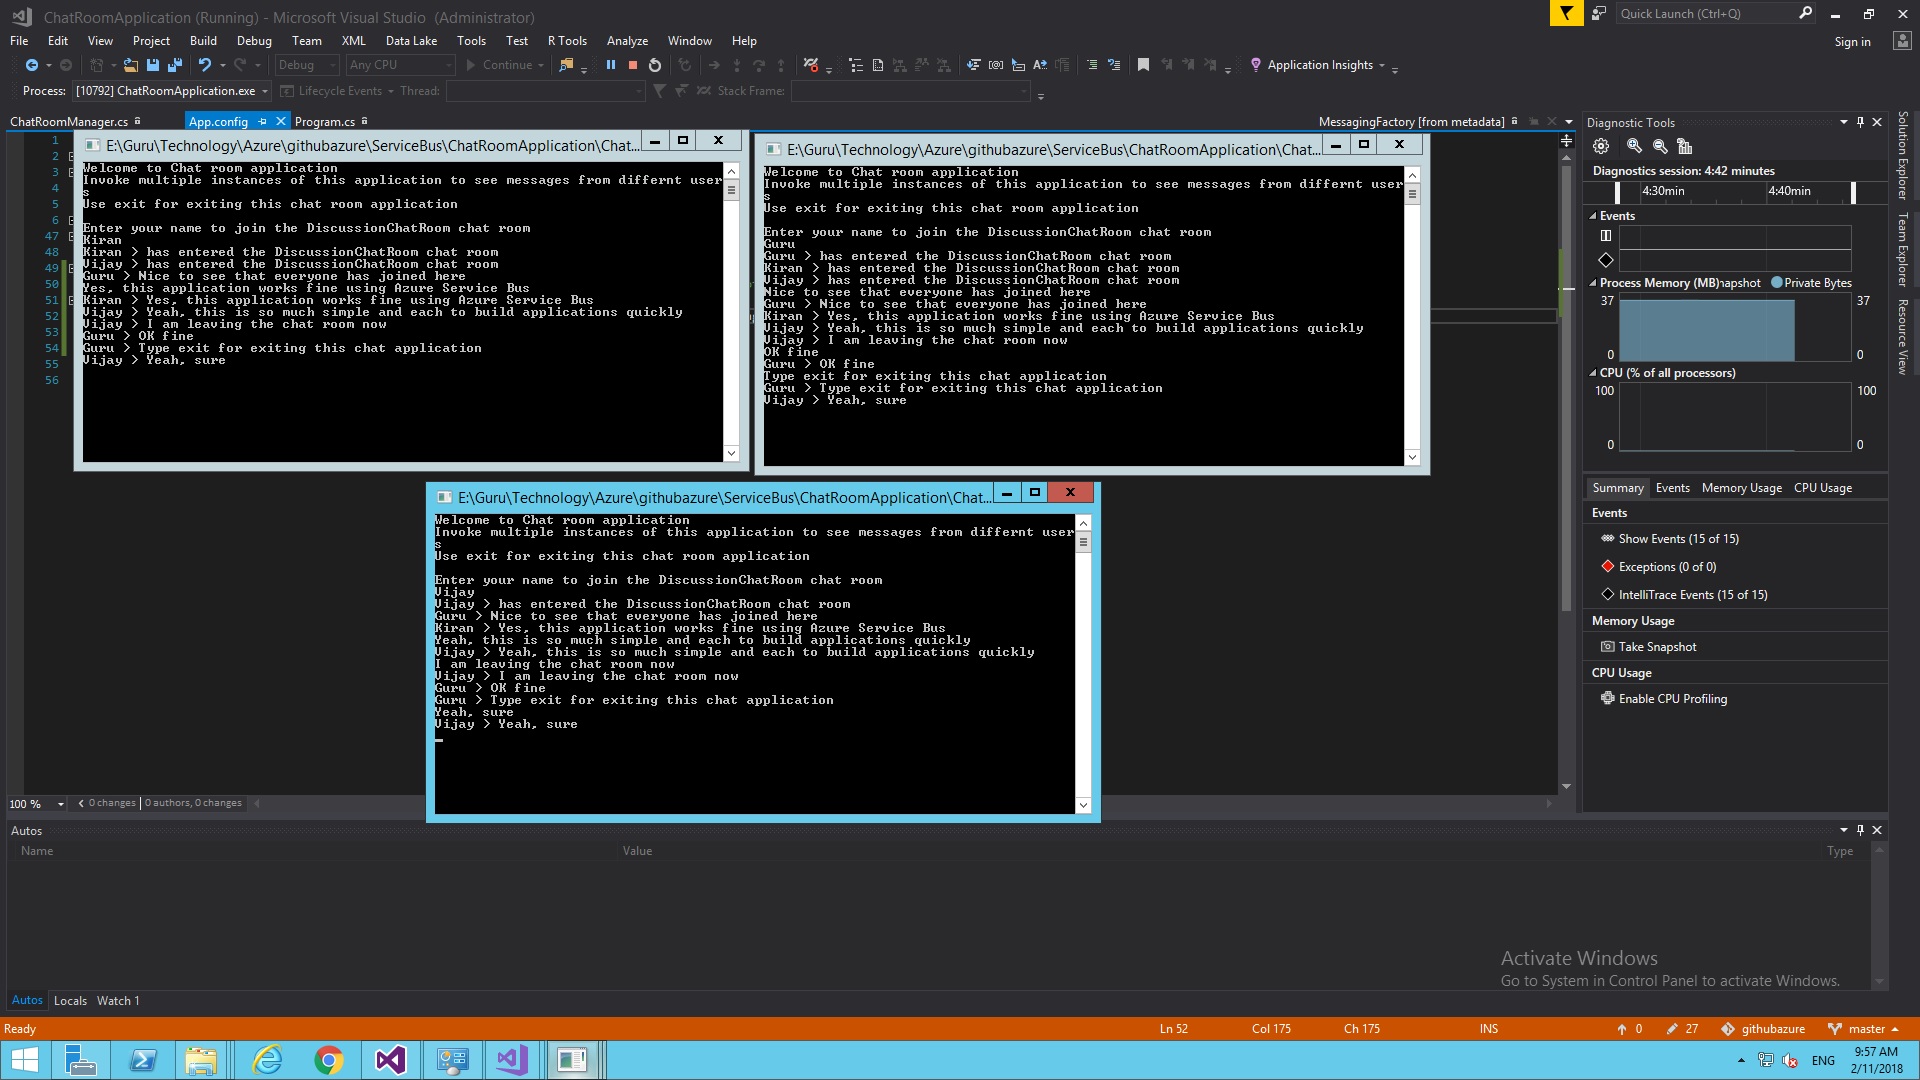 ChatRoomApplication (Running) - Microsoft Visual Studio (Administrator)
Quick Launch (Ctrl+Q)
File Edit View Project Build Debug Team XML Data Lake Tools Test R Tools Analyze Window Help
Sign in
Debug Any CPU Continue Application Insights
Process: [10792] ChatRoomApplication.exe Lifecycle Events Thread: Stack Frame:
ChatRoomManager.cs App.config Program.cs MessagingFactory [from metadata]
1
2
3
4
5
6
47
48
49
50
51
52
53
54
55
56
E:\Guru\Technology\Azure\githubazure\ServiceBus\ChatRoomApplication\Chat...
Welcome to Chat room application
Invoke multiple instances of this application to see messages from differnt user
s
Use exit for exiting this chat room application
Enter your name to join the DiscussionChatRoom chat room
Kiran
Kiran > has entered the DiscussionChatRoom chat room
Vijay > has entered the DiscussionChatRoom chat room
Guru > Nice to see that everyone has joined here
Yes, this application works fine using Azure Service Bus
Kiran > Yes, this application works fine using Azure Service Bus
Vijay > Yeah, this is so much simple and each to build applications quickly
Vijay > I am leaving the chat room now
Guru > OK fine
Guru > Type exit for exiting this chat application
Vijay > Yeah, sure
E:\Guru\Technology\Azure\githubazure\ServiceBus\ChatRoomApplication\Chat...
Welcome to Chat room application
Invoke multiple instances of this application to see messages from differnt user
s
Use exit for exiting this chat room application
Enter your name to join the DiscussionChatRoom chat room
Guru
Guru > has entered the DiscussionChatRoom chat room
Kiran > has entered the DiscussionChatRoom chat room
Vijay > has entered the DiscussionChatRoom chat room
Nice to see that everyone has joined here
Guru > Nice to see that everyone has joined here
Kiran > Yes, this application works fine using Azure Service Bus
Vijay > Yeah, this is so much simple and each to build applications quickly
Vijay > I am leaving the chat room now
OK fine
Guru > OK fine
Type exit for exiting this chat application
Guru > Type exit for exiting this chat application
Vijay > Yeah, sure
E:\Guru\Technology\Azure\githubazure\ServiceBus\ChatRoomApplication\Chat...
Welcome to Chat room application
Invoke multiple instances of this application to see messages from differnt user
s
Use exit for exiting this chat room application
Enter your name to join the DiscussionChatRoom chat room
Vijay
Vijay > has entered the DiscussionChatRoom chat room
Guru > Nice to see that everyone has joined here
Kiran > Yes, this application works fine using Azure Service Bus
Yeah, this is so much simple and each to build applications quickly
Vijay > Yeah, this is so much simple and each to build applications quickly
I am leaving the chat room now
Vijay > I am leaving the chat room now
Guru > OK fine
Guru > Type exit for exiting this chat application
Yeah, sure
Vijay > Yeah, sure
Diagnostic Tools
Diagnostics session: 4:42 minutes
4:30min 4:40min
Events
Process Memory (MB)napshot Private Bytes
37 37
0 0
CPU (% of all processors)
100 100
0 0
Summary Events Memory Usage CPU Usage
Events
Show Events (15 of 15)
Exceptions (0 of 0)
IntelliTrace Events (15 of 15)
Memory Usage
Take Snapshot
CPU Usage
Enable CPU Profiling
Solution Explorer
Team Explorer
Resource View
100 % 0 changes | 0 authors, 0 changes
Autos
Name Value Type
Activate Windows
Go to System in Control Panel to activate Windows.
Autos Locals Watch 1
Ready Ln 52 Col 175 Ch 175 INS 0 27 githubazure master
ENG 9:57 AM
2/11/2018